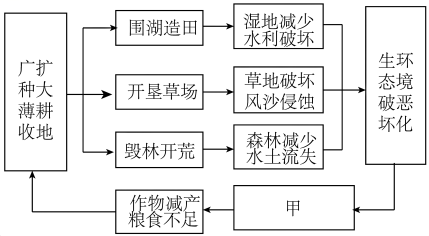 广扩
种大
薄耕
收地
围湖造田
湿地减少
水利破坏
开垦草场
草地破坏
风沙侵蚀
毁林开荒
森林减少
水土流失
生环
态境
破恶
坏化
作物减产
粮食不足
甲